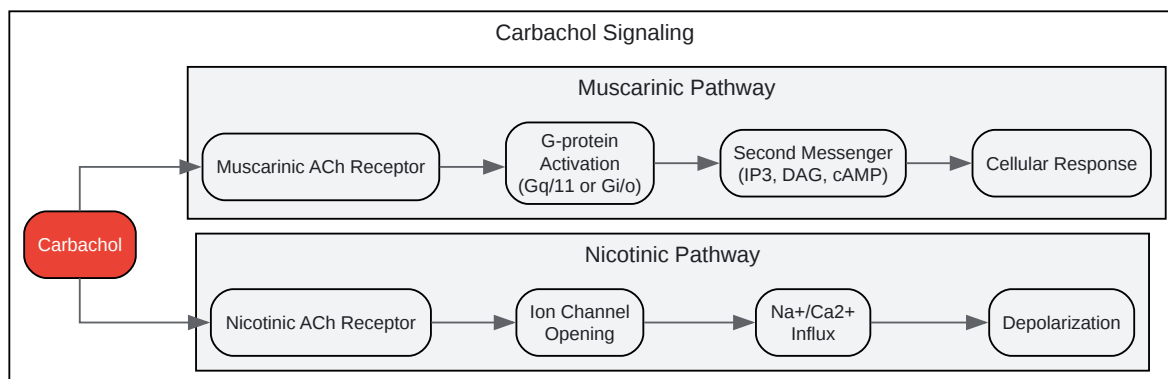 Carbachol Signaling
Muscarinic Pathway
Muscarinic ACh Receptor
G-protein
Activation
(Gq/11 or Gi/o)
Second Messenger
(IP3, DAG, cAMP)
Cellular Response
Carbachol
Nicotinic Pathway
Nicotinic ACh Receptor
Ion Channel
Opening
Na+/Ca2+
Influx
Depolarization